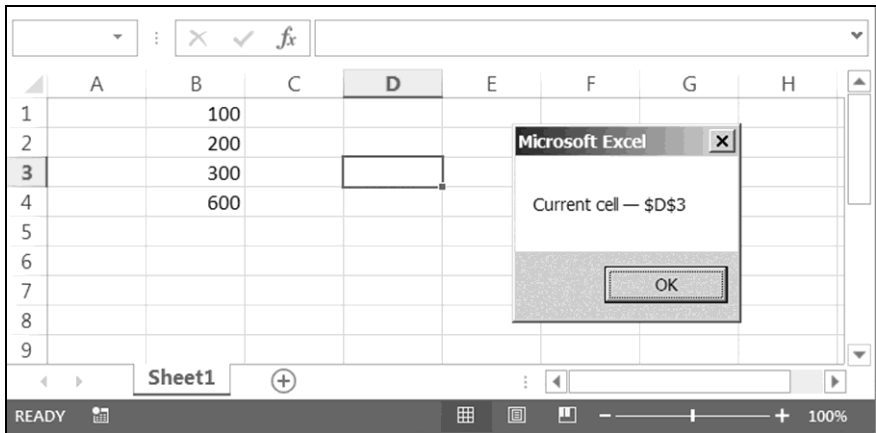 fx
A B C D E F G H
1 100
2 200
3 300
4 600
5
6
7
8
9
Microsoft Excel
Current cell — $D$3
OK
Sheet1
READY 100%